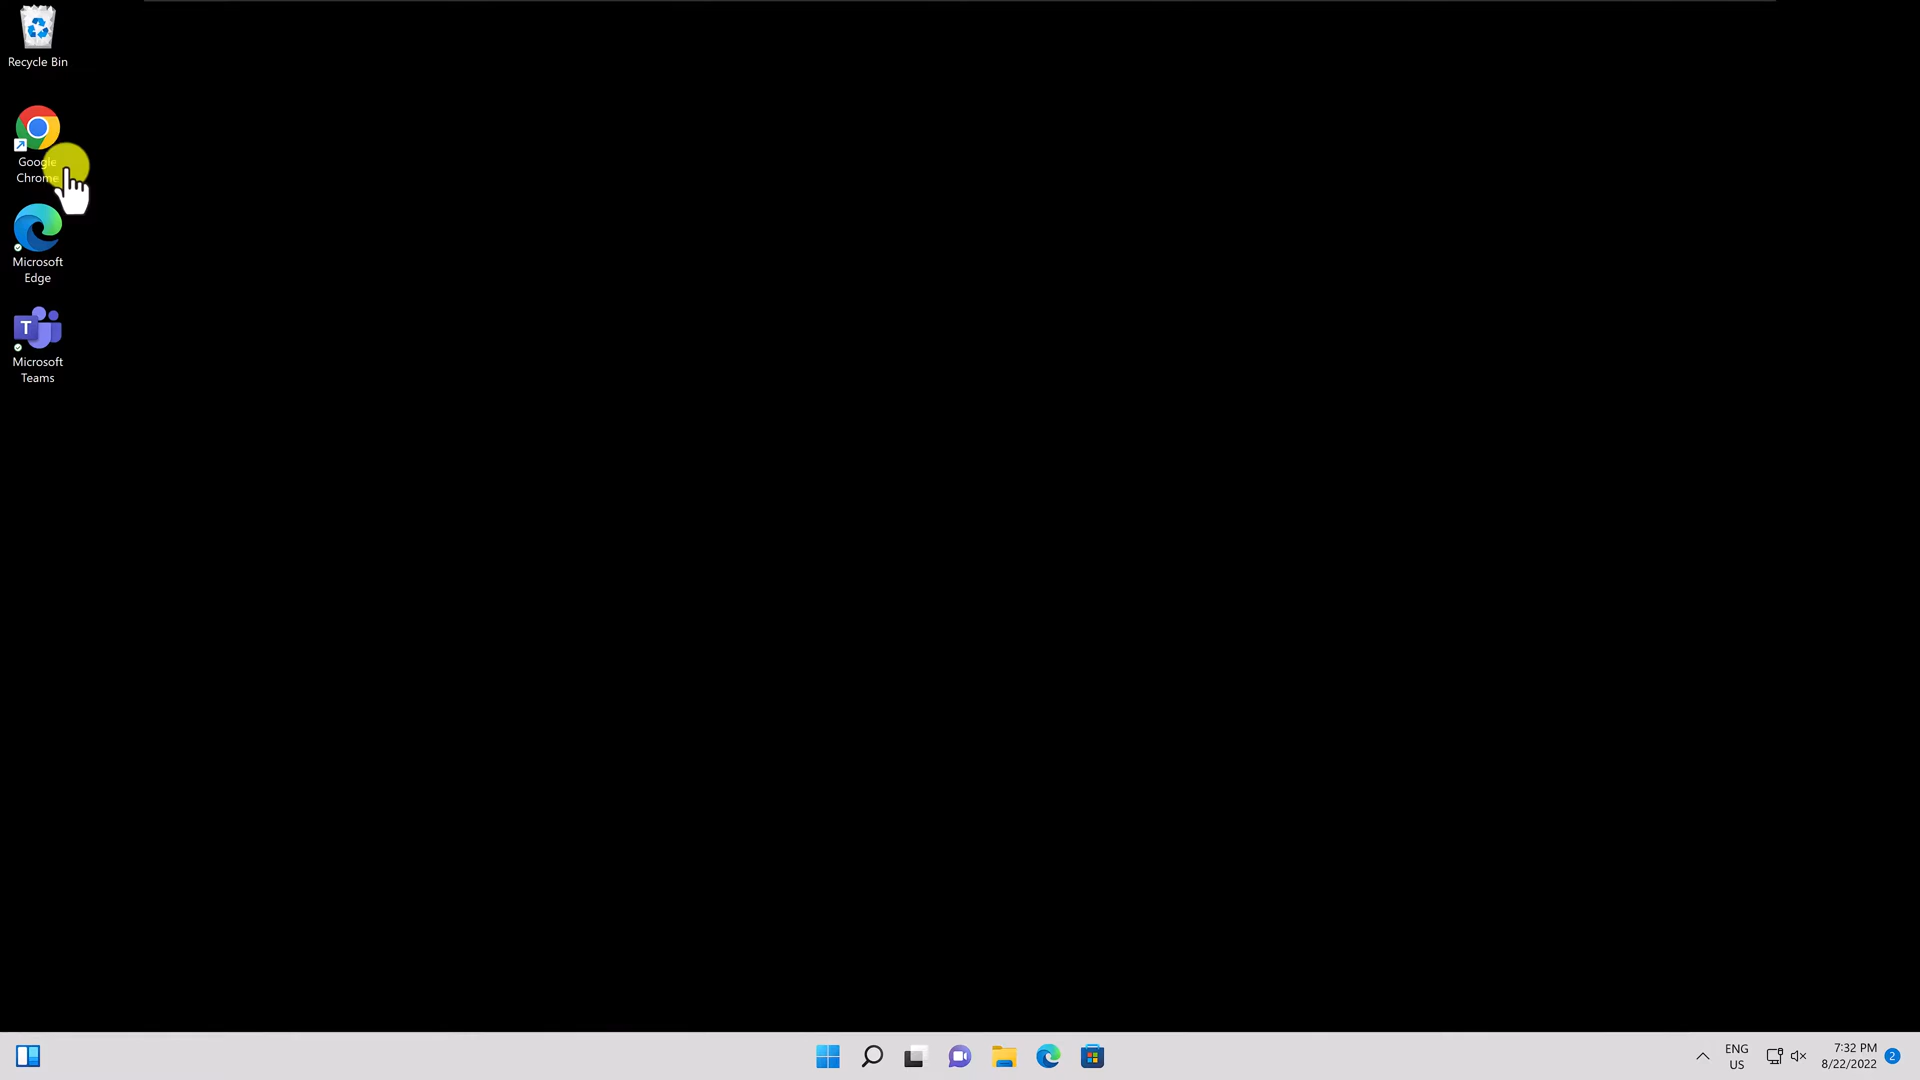 Recycle Bin
Google
Chrome
Microsoft
Edge
T
Microsoft
Teams
ENG
US
7:32 PM
8/22/2022
2